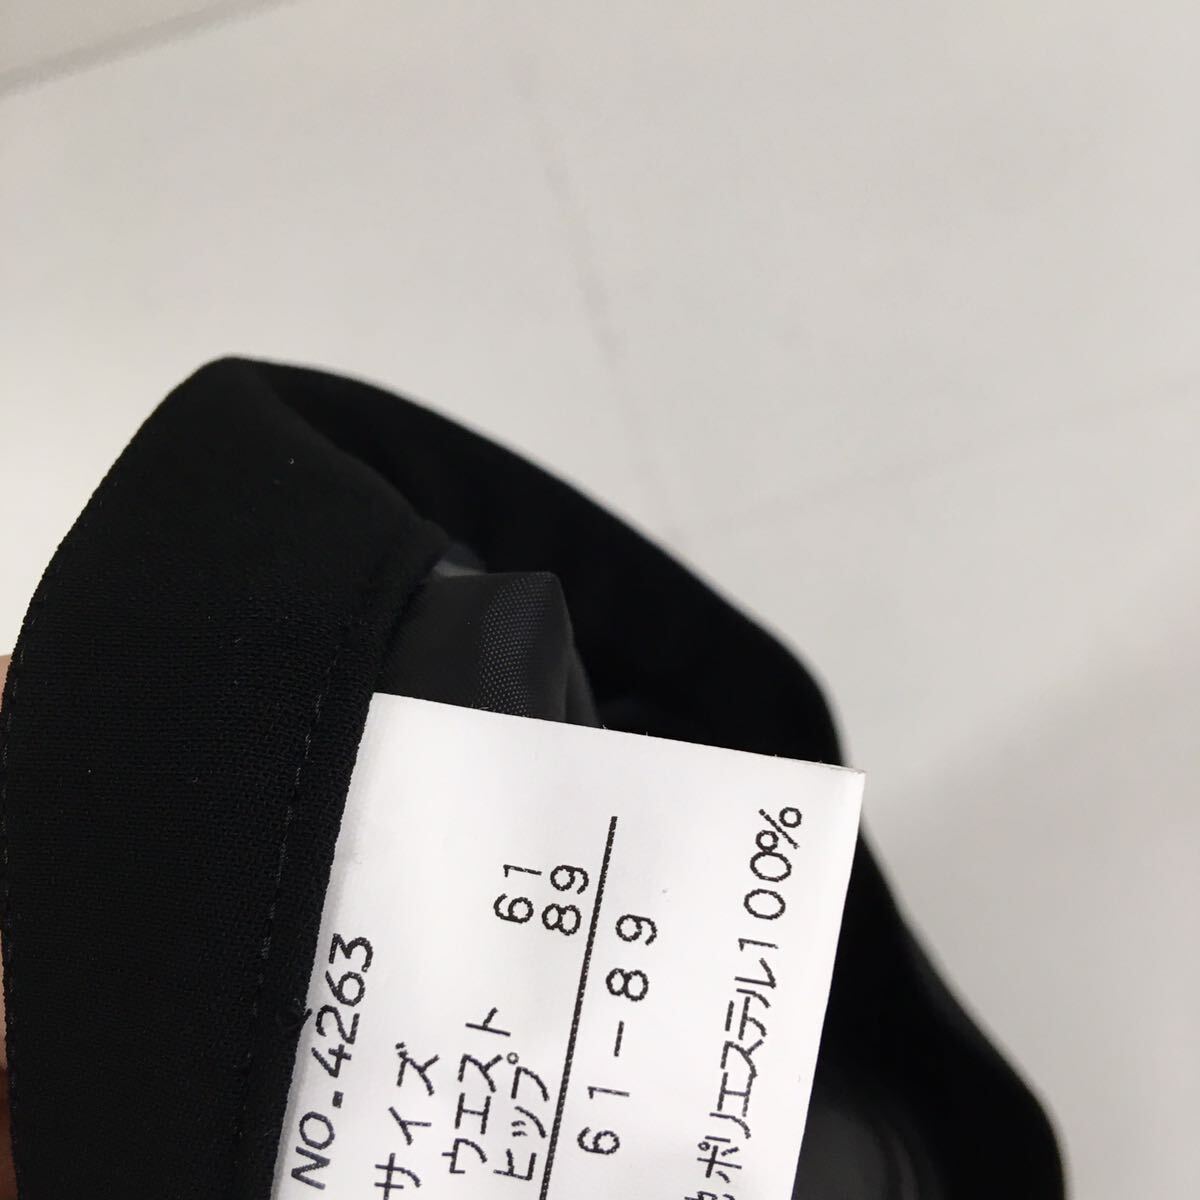 NO.4263
サイズ
ウエスト 61
ヒップ 89
61-89
地 ポリエステル100%